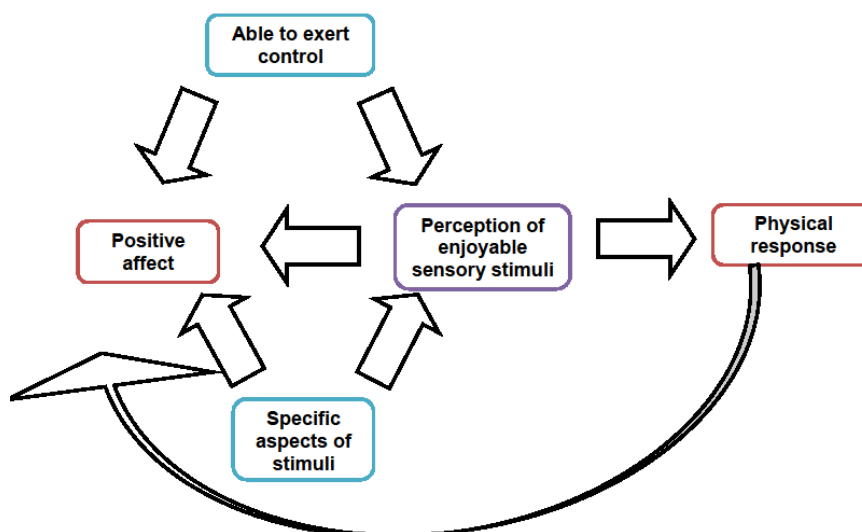 Able to exert
control
Positive
affect
Perception of
enjoyable
sensory stimuli
Physical
response
Specific
aspects of
stimuli